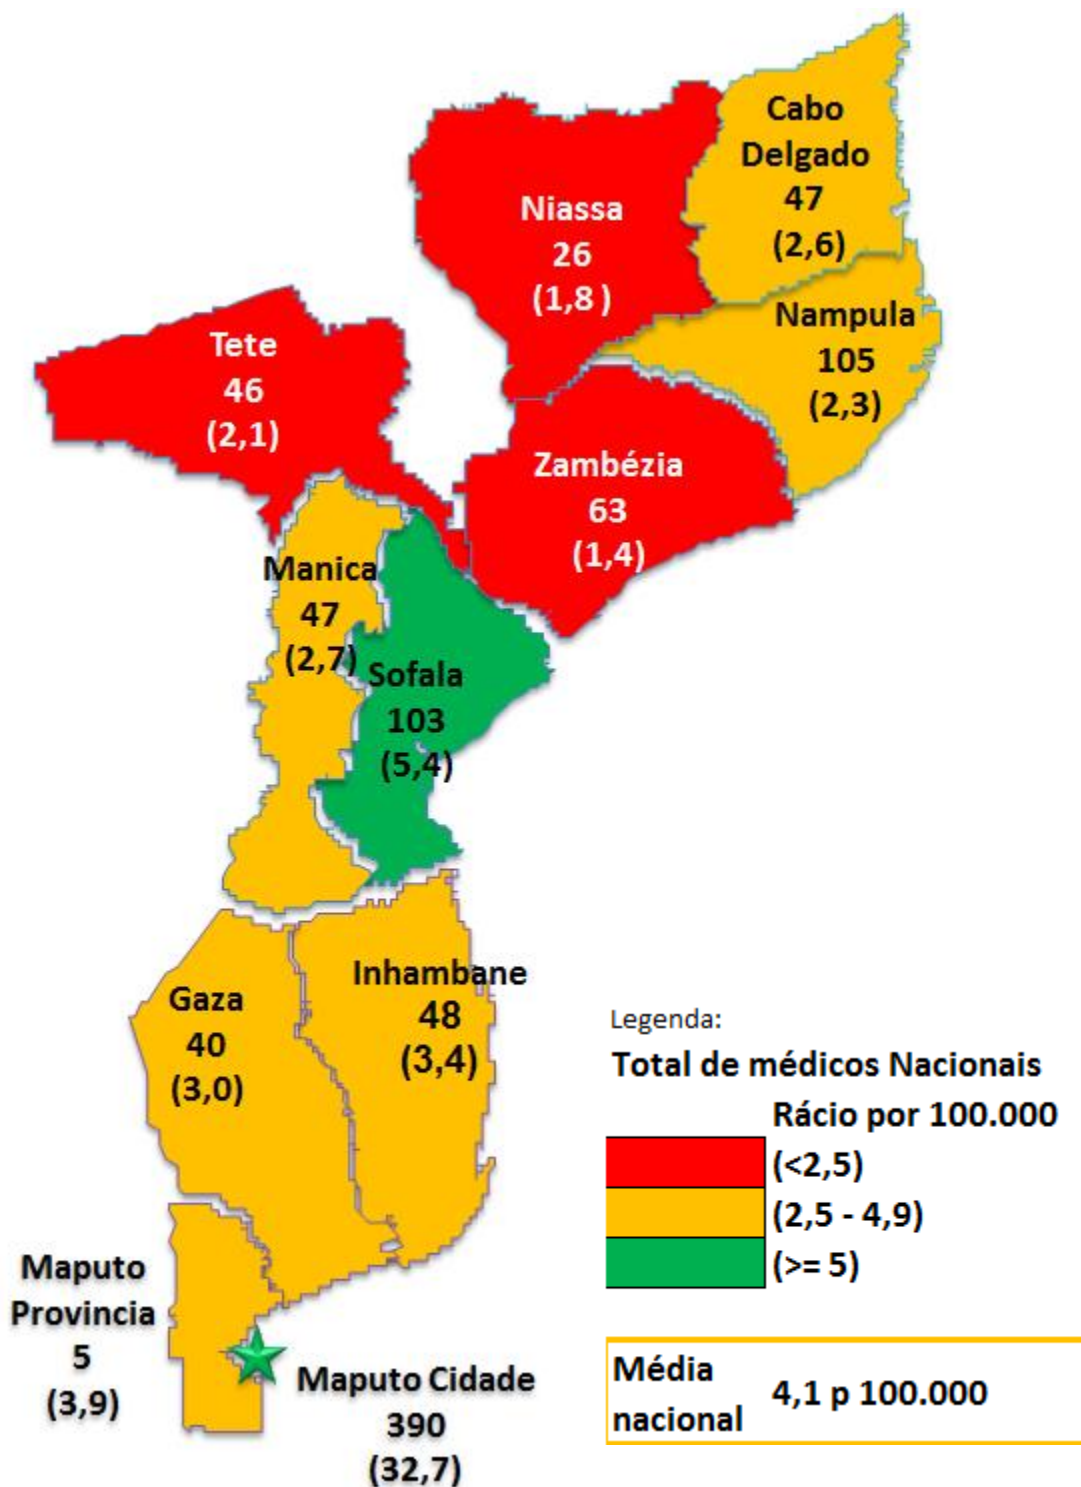 Cabo
Delgado
47
(2,6)
Niassa
26
(1,8 )
Nampula
105
(2,3)
Tete
46
(2,1)
Zambézia
63
(1,4)
Manica
47
(2,7)
Sofala
103
(5,4)
Inhambane
48
(3,4)
Gaza
40
(3,0)
Maputo
Provincia
5
(3,9)
Maputo Cidade
390
(32,7)
Legenda:
Total de médicos Nacionais
Rácio por 100.000
(<2,5)
(2,5 - 4,9)
(>= 5)
Média
nacional
4,1 p 100.000